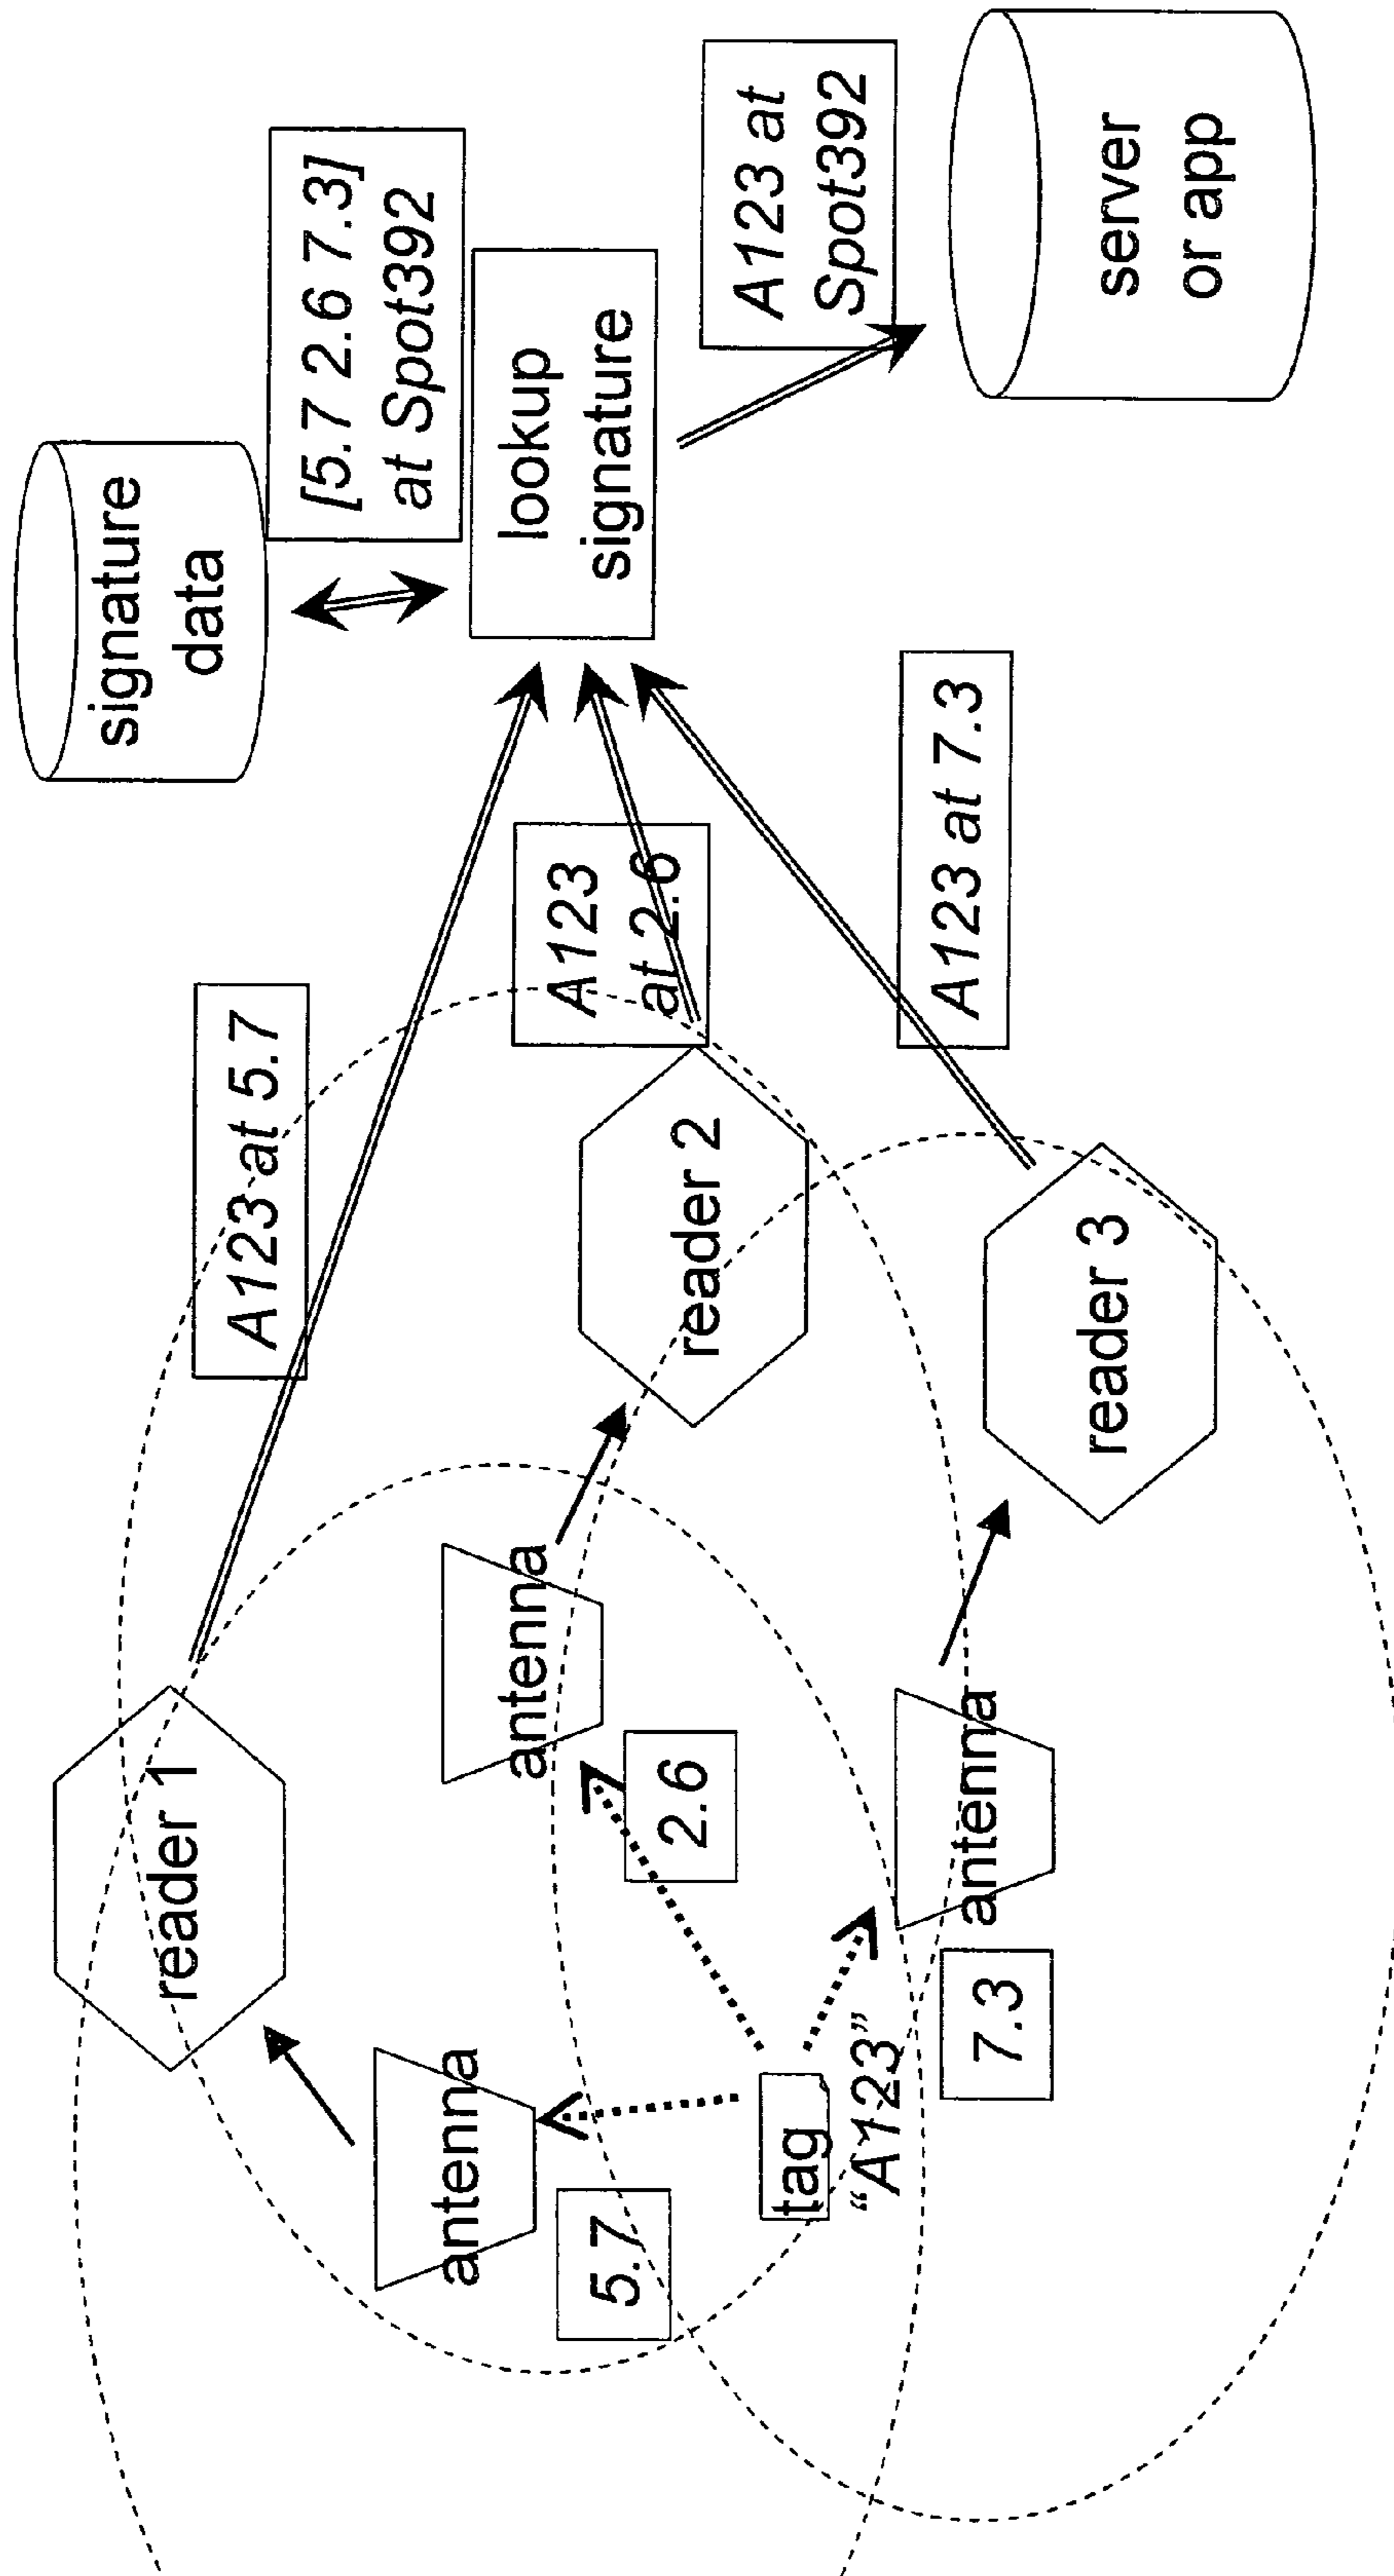 reader 1
antenna
5.7
tag
“A123”
antenna
2.6
antenna
7.3
reader 2
reader 3
A123 at 5.7
A123
at 2.6
A123 at 7.3
signature
data
[5.7 2.6 7.3]
at Spot392
lookup
signature
A123 at
Spot392
server
or app